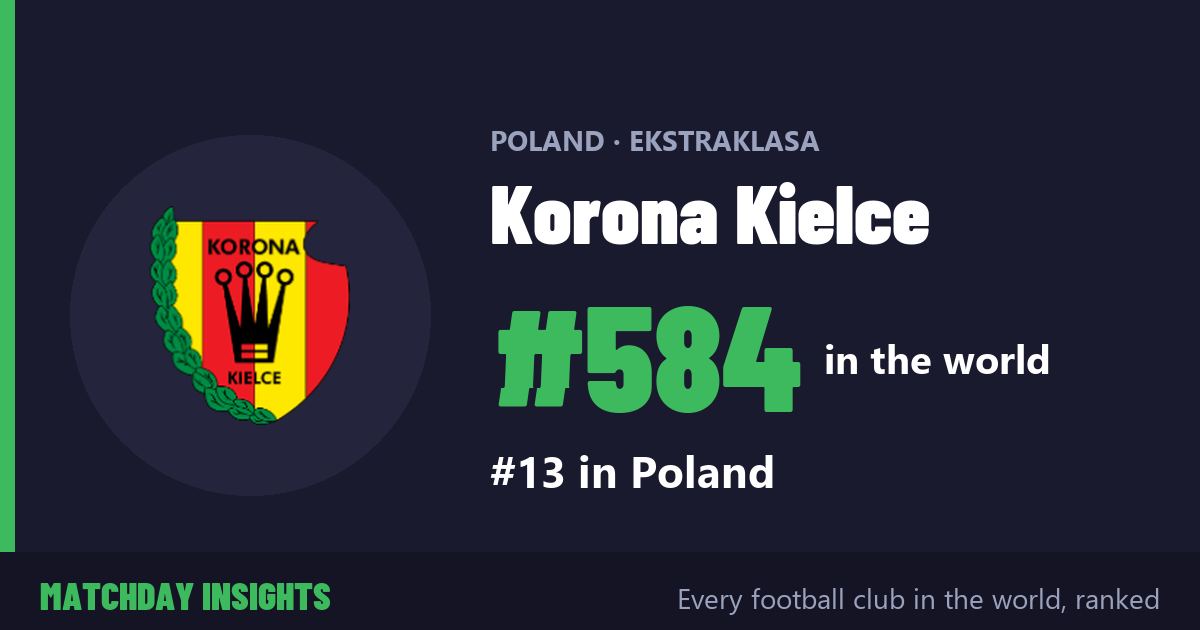 POLAND · EKSTRAKLASA
Korona Kielce
KORONA
KIELCE
#584 in the world
#13 in Poland
MATCHDAY INSIGHTS
Every football club in the world, ranked